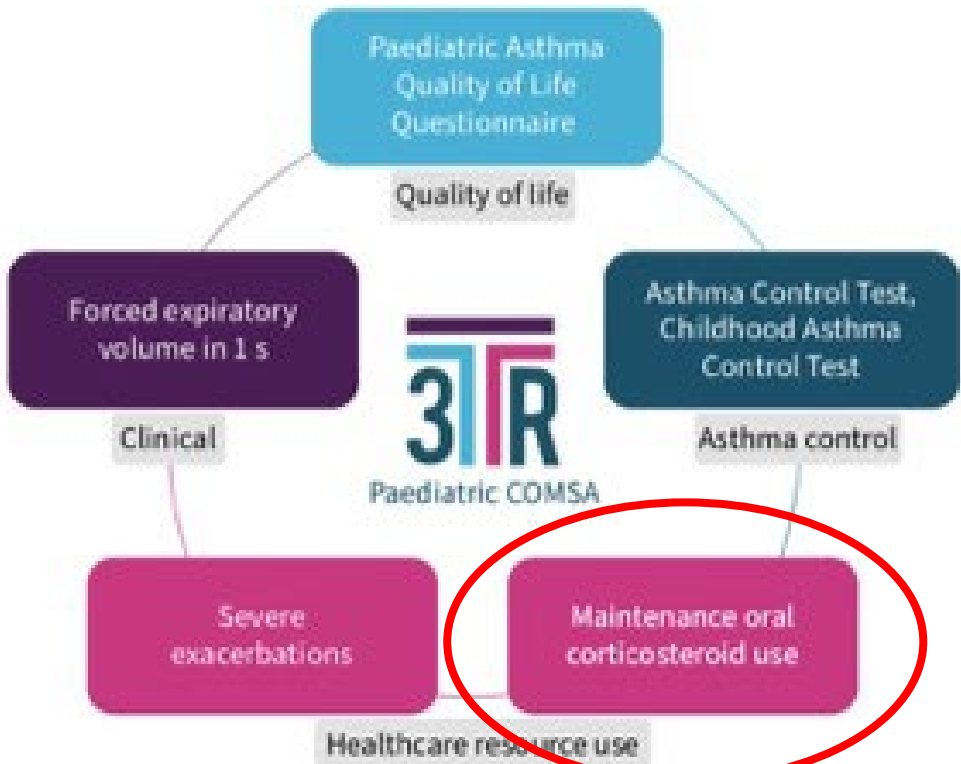 Paediatric Asthma
Quality of Life
Questionnaire
Quality of life
Forced expiratory
volume in 1 s
Clinical
Asthma Control Test,
Childhood Asthma
Control Test
Asthma control
3TR
Paediatric COMSA
Severe
exacerbations
Maintenance oral
corticosteroid use
Healthcare resource use